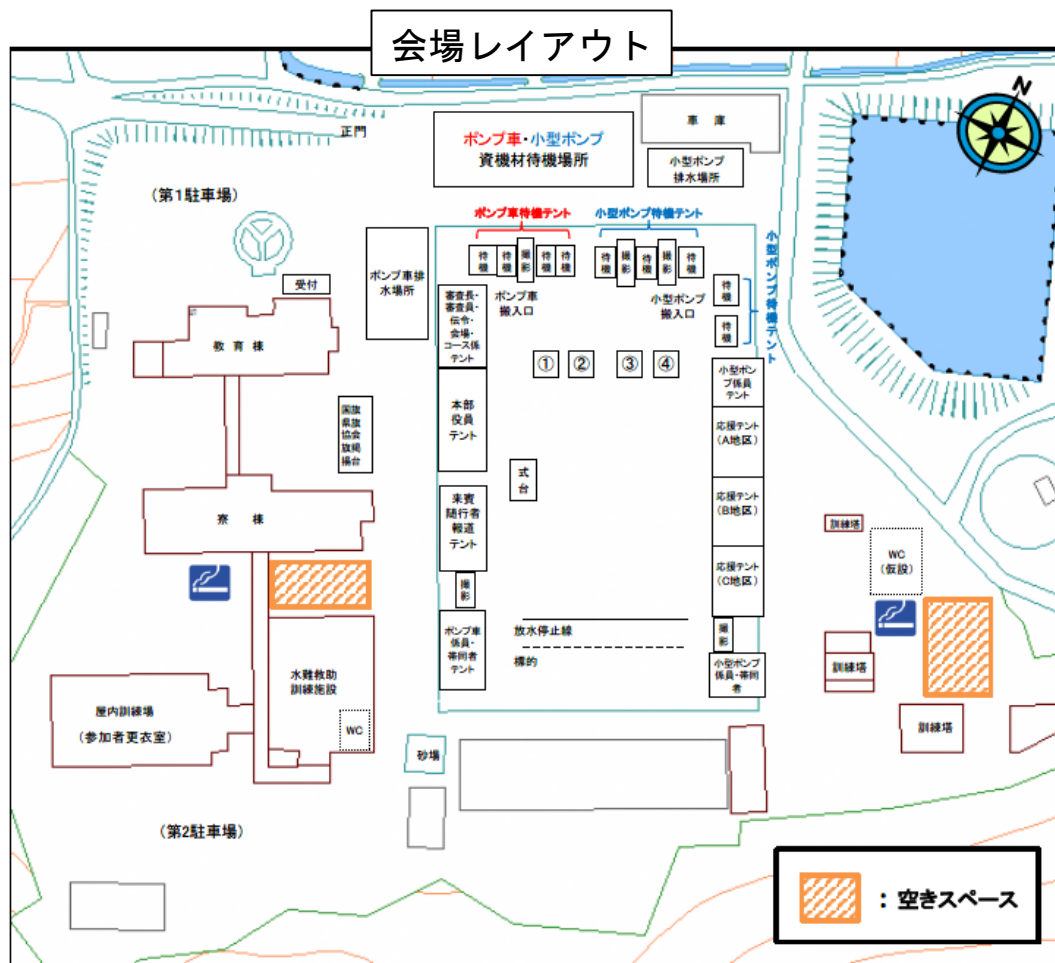 会場レイアウト
N
正門
ポンプ車・小型ポンプ
資機材待機場所
車庫
小型ポンプ
排水場所
(第1駐車場)
ポンプ車待機テント
小型ポンプ待機テント
小型ポンプ待機テント
待機
待機
撮影
待機
待機
待機
撮影
待機
撮影
待機
待機
待機
受付
ポンプ車排
水場所
ポンプ車
搬入口
小型ポンプ
搬入口
審査長・
審査員・
伝令・
会場・
コース係
テント
教育棟
①
②
③
④
小型ポン
プ係員
テント
国旗
県旗
協会
旗掲
揚台
本部
役員
テント
応援テント
(A地区)
式台
来賓
随行者
報道
テント
応援テント
(B地区)
寮棟
訓練塔
WC
(仮設)
応援テント
(C地区)
撮影
ポンプ車
係員・
帯同者
テント
放水停止線
標的
撮影
小型ポンプ
係員・帯同
者
訓練塔
訓練塔
水難救助
訓練施設
WC
屋内訓練場
(参加者更衣室)
砂場
(第2駐車場)
:空きスペース